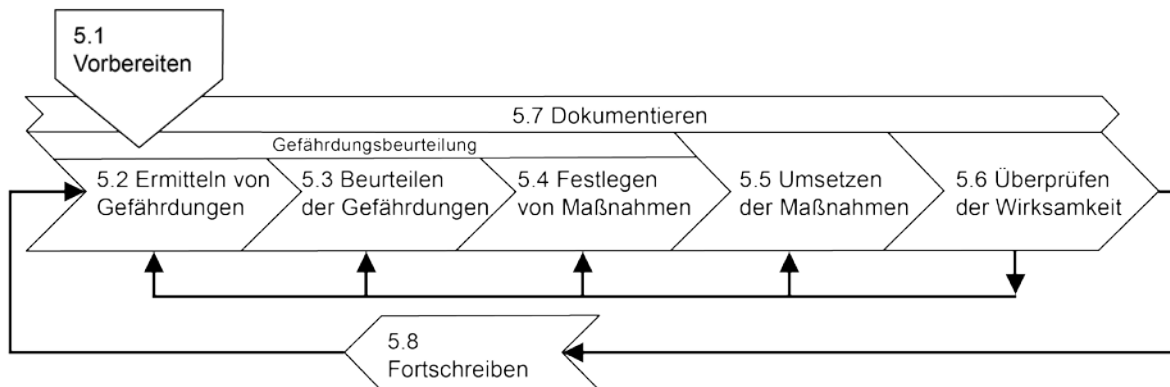 5.1
Vorbereiten
5.7 Dokumentieren
Gefährdungsbeurteilung
5.2 Ermitteln von
Gefährdungen
5.3 Beurteilen
der Gefährdungen
5.4 Festlegen
von Maßnahmen
5.5 Umsetzen
der Maßnahmen
5.6 Überprüfen
der Wirksamkeit
5.8
Fortschreiben